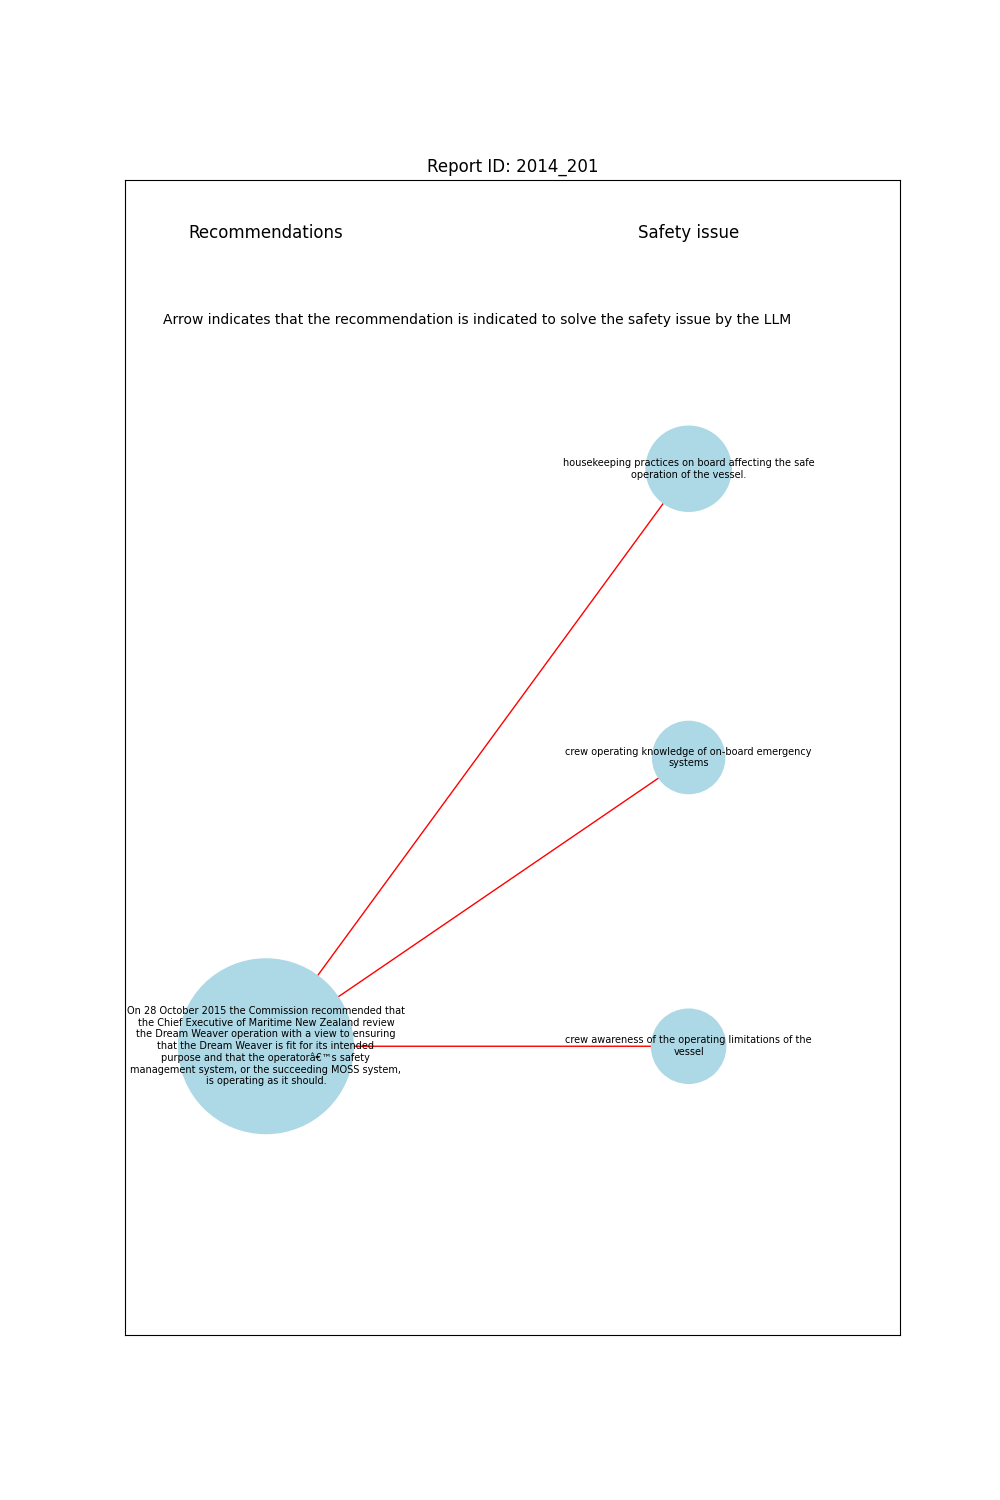 Report ID: 2014_201
Recommendations
Safety issue
Arrow indicates that the recommendation is indicated to solve the safety issue by the LLM
housekeeping practices on board affecting the safe
operation of the vessel.
crew operating knowledge of on-board emergency
systems
On 28 October 2015 the Commission recommended that
the Chief Executive of Maritime New Zealand review
the Dream Weaver operation with a view to ensuring
that the Dream Weaver is fit for its intended
purpose and that the operatorâ€™s safety
management system, or the succeeding MOSS system,
is operating as it should.
crew awareness of the operating limitations of the
vessel